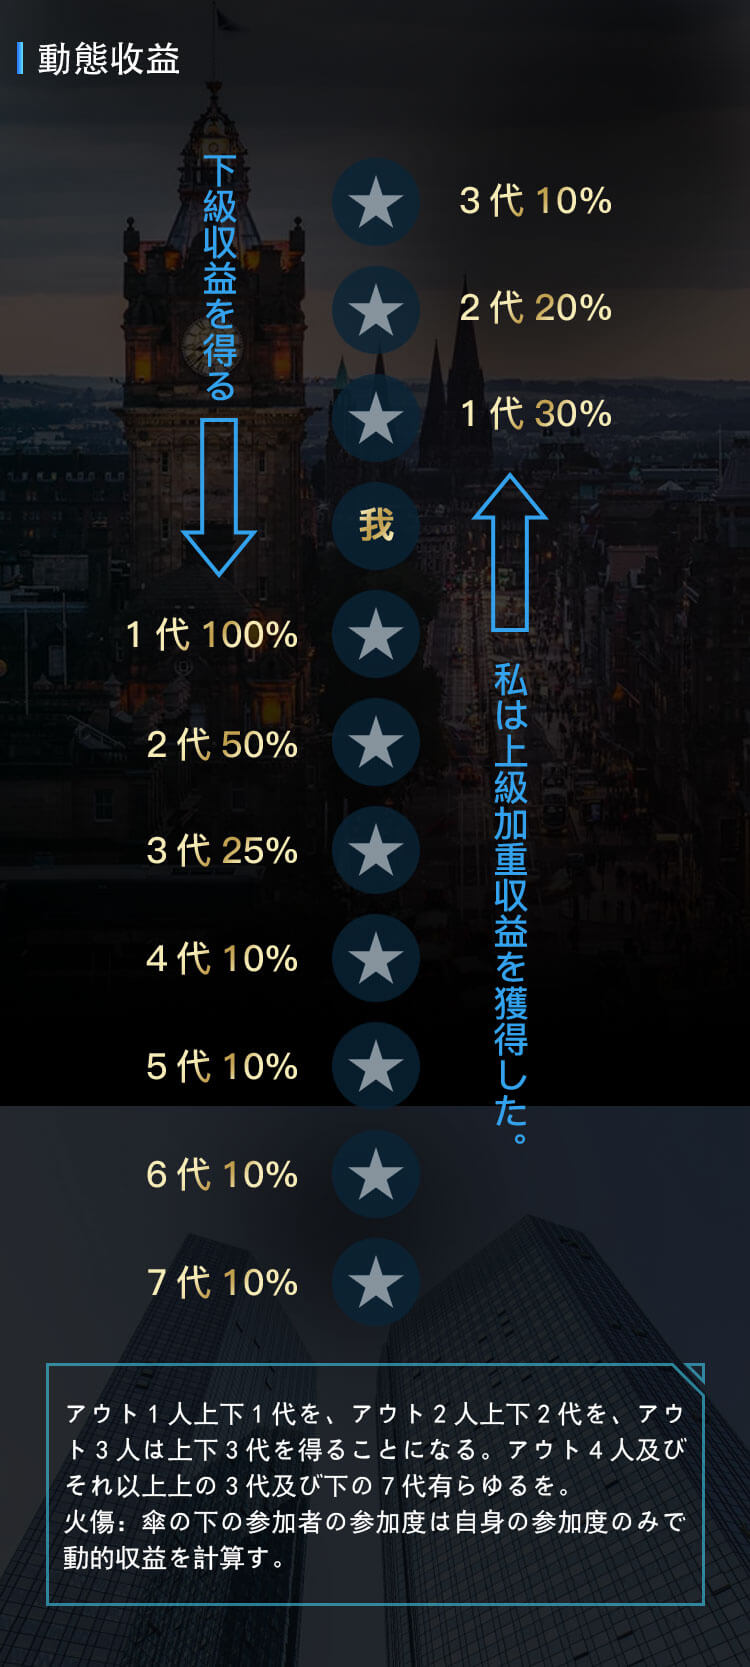 動態収益
下級収益を得る
3代 10%
2代 20%
1代 30%
我
1代 100%
2代 50%
3代 25%
4代 10%
5代 10%
6代 10%
7代 10%
私は上級加重収益を獲得した。
アウト1人上下1代を、アウト2人上下2代を、アウ
ト3人は上下3代を得ることになる。アウト4人及び
それ以上上の3代及び下の7代有らゆるを。
火傷：傘の下の参加者の参加度は自身の参加度のみで
動的収益を計算す。